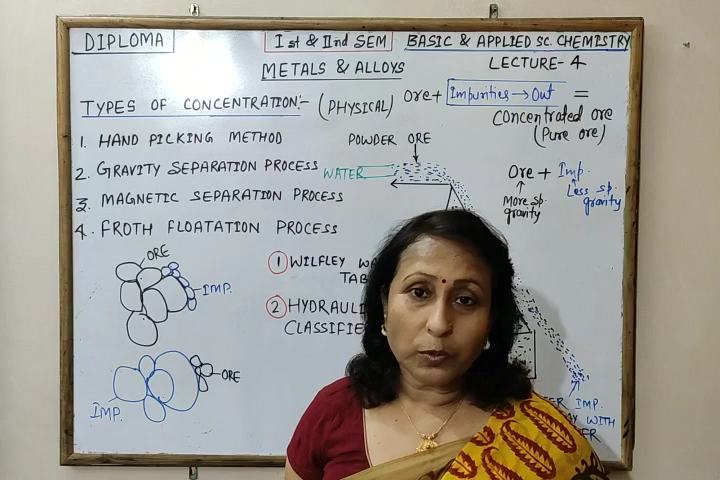 DIPLOMA
Ist & IInd SEM
BASIC & APPLIED SC. CHEMISTRY
METALS & ALLOYS
LECTURE- 4
TYPES OF CONCENTRATION:- (PHYSICAL)
Ore + Impurities → Out =
Concentrated ore
(Pure ore)
1. HAND PICKING METHOD
2. GRAVITY SEPARATION PROCESS
3. MAGNETIC SEPARATION PROCESS
4. FROTH FLOATATION PROCESS
POWDER ORE
WATER
Ore + Imp.
More sp. gravity
Less sp. gravity
ORE
IMP.
ORE
IMP.
1 WILFLEY
TAB
2
CLASSIFIE
IMP.
WITH